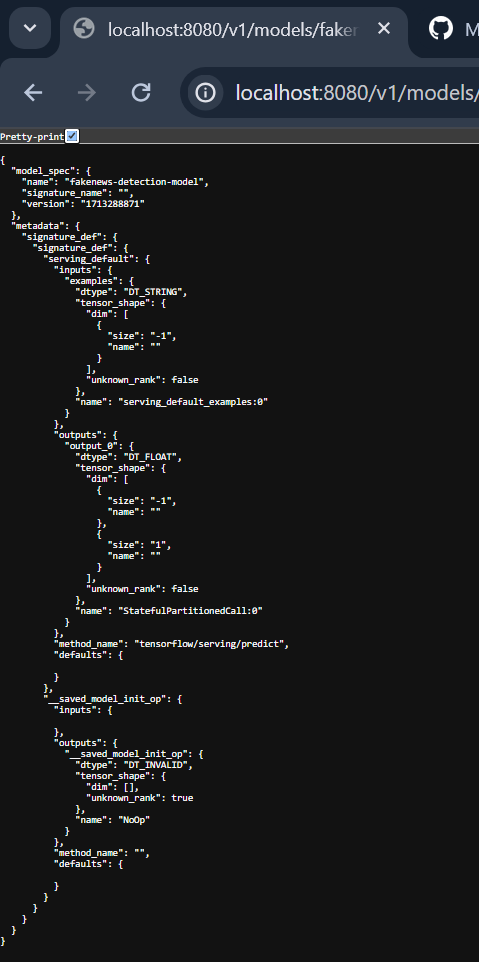 localhost:8080/v1/models/faker
M
localhost:8080/v1/models/
Pretty-print
{
  "model_spec": {
    "name": "fakenews-detection-model",
    "signature_name": "",
    "version": "1713288871"
  },
  "metadata": {
    "signature_def": {
      "signature_def": {
        "serving_default": {
          "inputs": {
            "examples": {
              "dtype": "DT_STRING",
              "tensor_shape": {
                "dim": [
                  {
                    "size": "-1",
                    "name": ""
                  }
                ],
                "unknown_rank": false
              },
              "name": "serving_default_examples:0"
            }
          },
          "outputs": {
            "output_0": {
              "dtype": "DT_FLOAT",
              "tensor_shape": {
                "dim": [
                  {
                    "size": "-1",
                    "name": ""
                  },
                  {
                    "size": "1",
                    "name": ""
                  }
                ],
                "unknown_rank": false
              },
              "name": "StatefulPartitionedCall:0"
            }
          },
          "method_name": "tensorflow/serving/predict",
          "defaults": {

          }
        },
        "__saved_model_init_op": {
          "inputs": {

          },
          "outputs": {
            "__saved_model_init_op": {
              "dtype": "DT_INVALID",
              "tensor_shape": {
                "dim": [],
                "unknown_rank": true
              },
              "name": "NoOp"
            }
          },
          "method_name": "",
          "defaults": {

          }
        }
      }
    }
  }
}